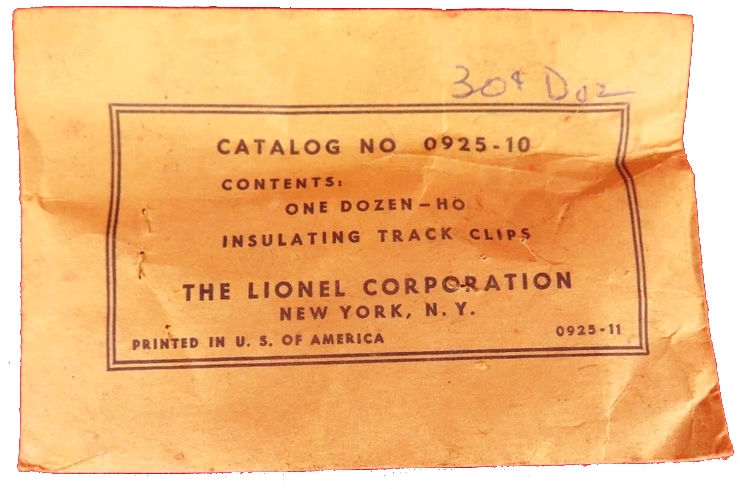 30¢ Doz
CATALOG NO 0925-10
CONTENTS:
ONE DOZEN-HO
INSULATING TRACK CLIPS
THE LIONEL CORPORATION
NEW YORK, N. Y.
PRINTED IN U. S. OF AMERICA 0925-11